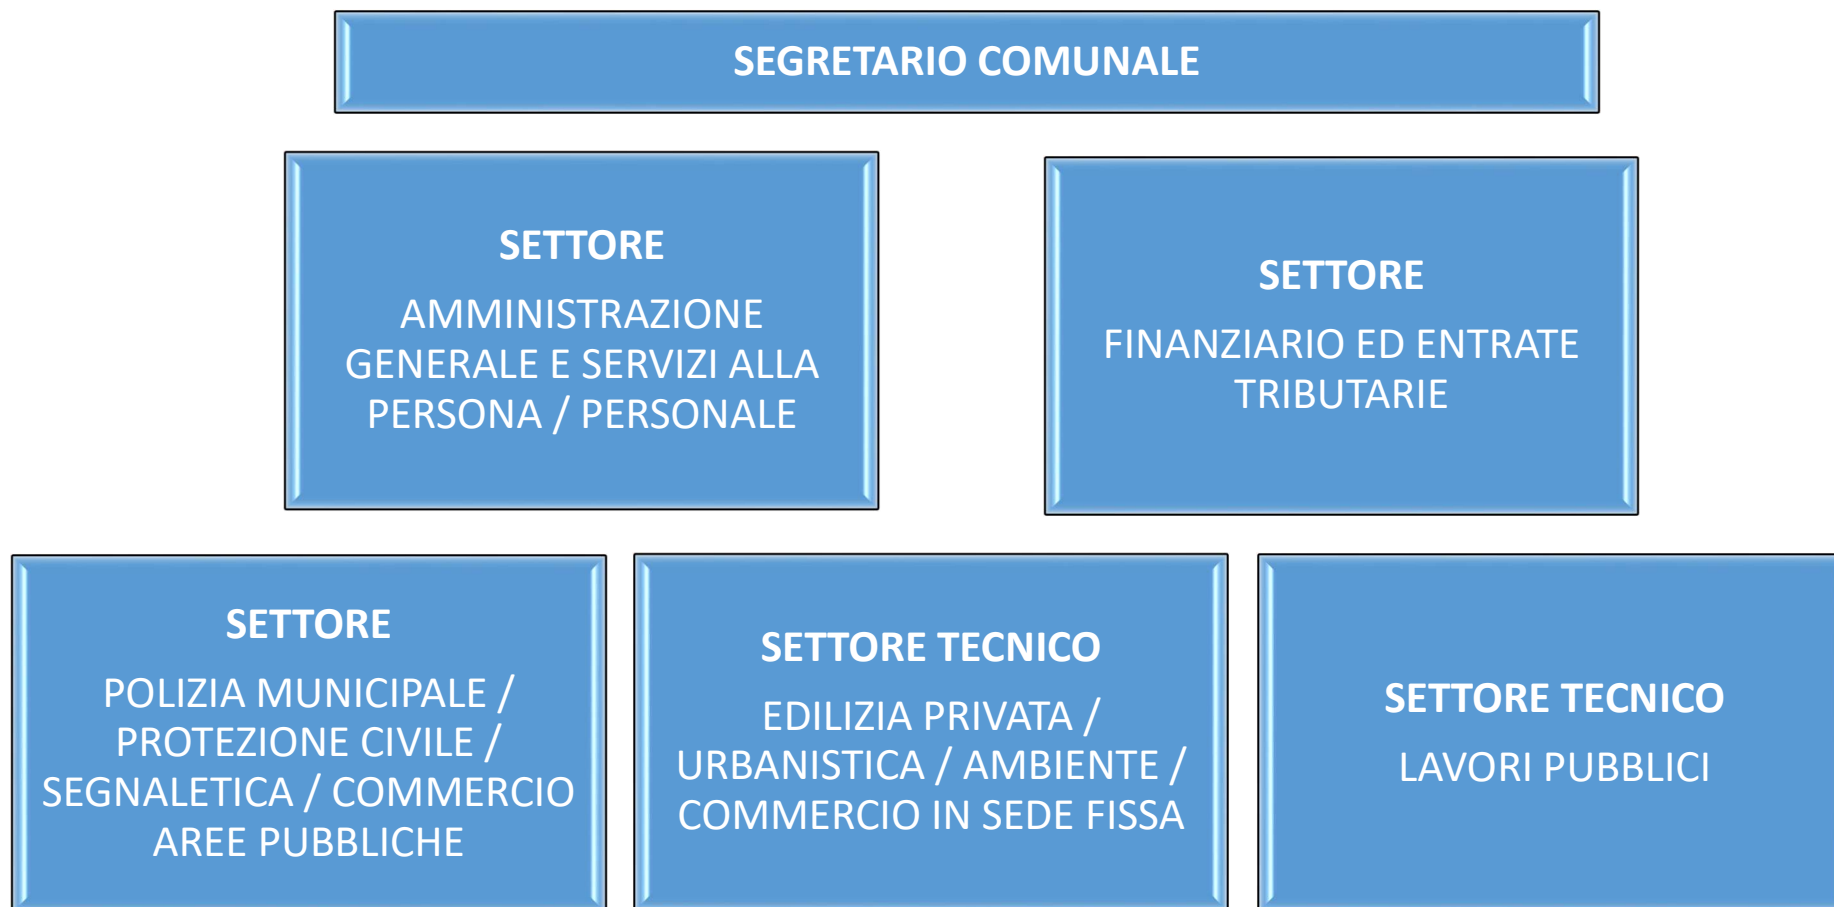 SEGRETARIO COMUNALE
SETTORE
AMMINISTRAZIONE
GENERALE E SERVIZI ALLA
PERSONA / PERSONALE
SETTORE
FINANZIARIO ED ENTRATE
TRIBUTARIE
SETTORE
POLIZIA MUNICIPALE /
PROTEZIONE CIVILE /
SEGNALETICA / COMMERCIO
AREE PUBBLICHE
SETTORE TECNICO
EDILIZIA PRIVATA /
URBANISTICA / AMBIENTE /
COMMERCIO IN SEDE FISSA
SETTORE TECNICO
LAVORI PUBBLICI